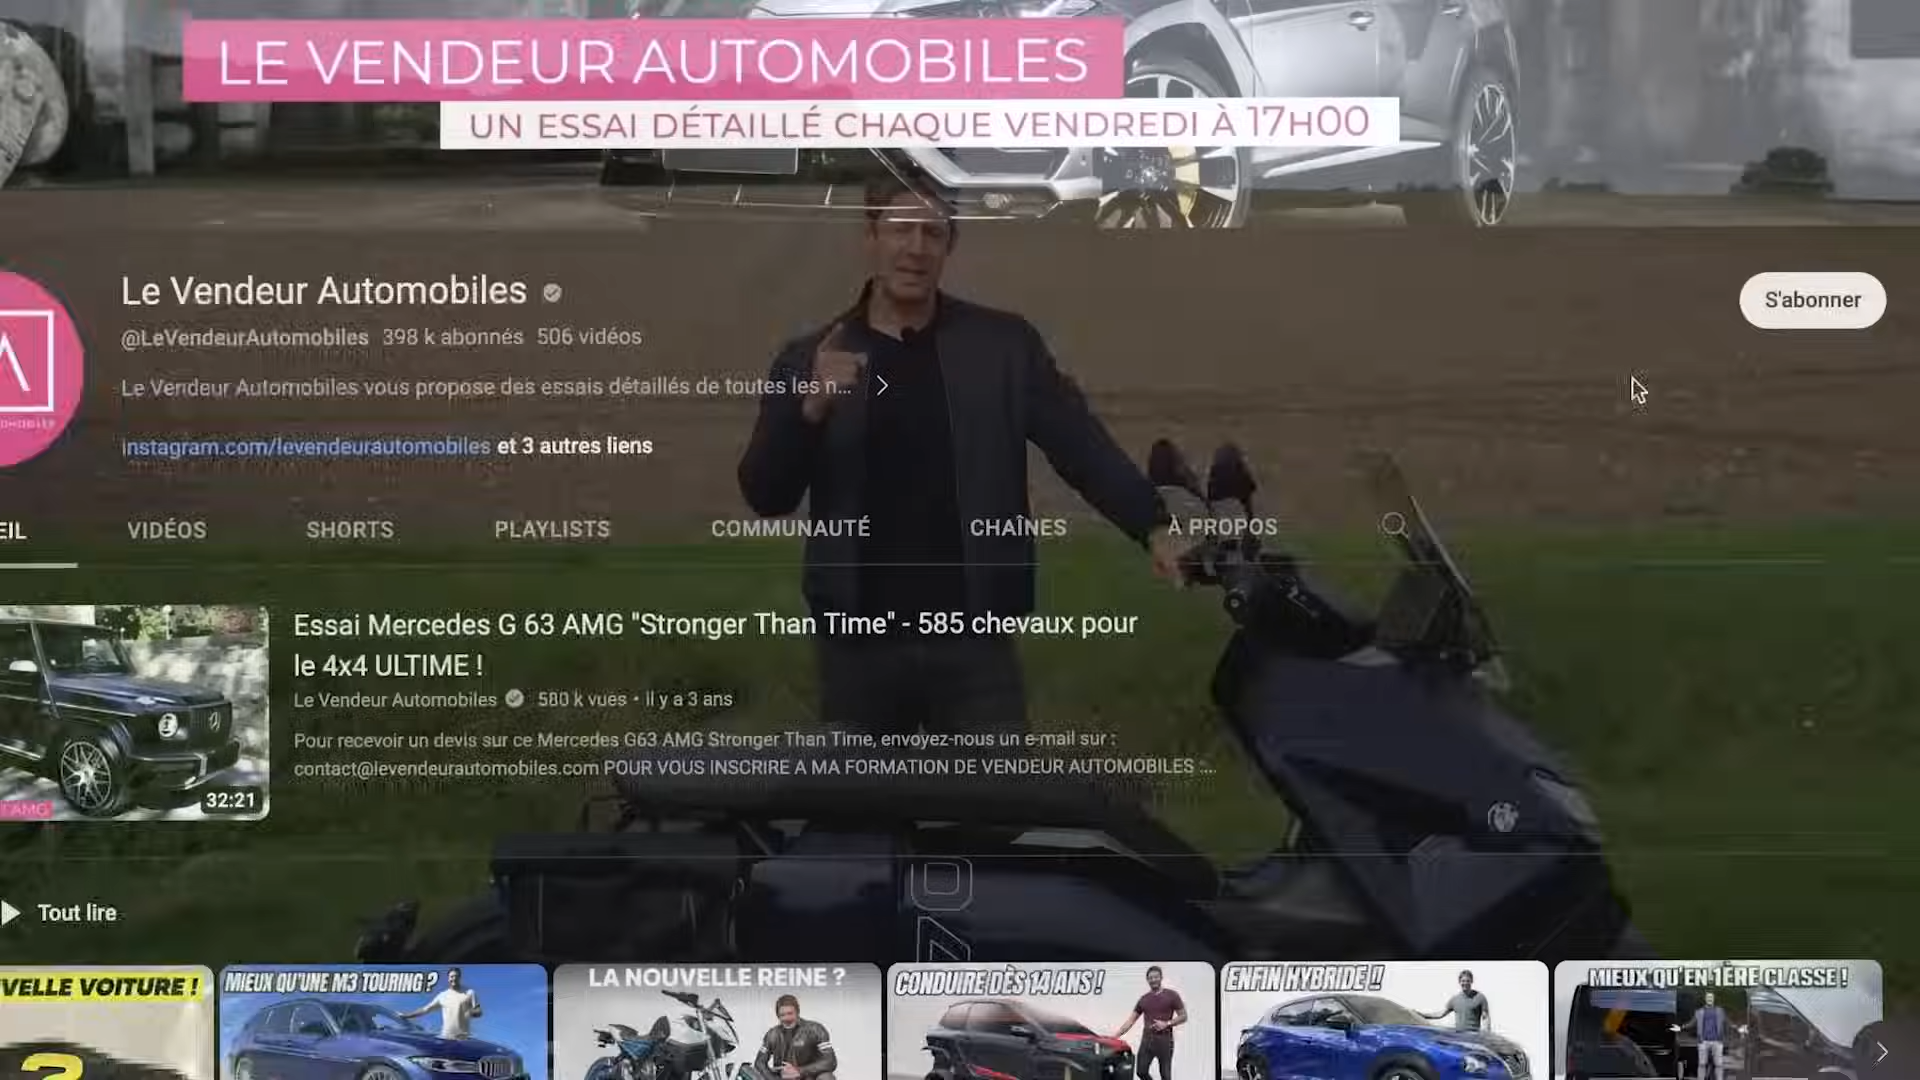 LE VENDEUR AUTOMOBILES
UN ESSAI DÉTAILLÉ CHAQUE VENDREDI À 17H00
Le Vendeur Automobiles
@LeVendeurAutomobiles 398 k abonnés 506 vidéos
Le Vendeur Automobiles vous propose des essais détaillés de toutes les n...
instagram.com/levendeurautomobiles et 3 autres liens
S'abonner
EIL VIDÉOS SHORTS PLAYLISTS COMMUNAUTÉ CHAÎNES À PROPOS
Essai Mercedes G 63 AMG "Stronger Than Time" - 585 chevaux pour
le 4x4 ULTIME !
Le Vendeur Automobiles 580 k vues • il y a 3 ans
Pour recevoir un devis sur ce Mercedes G63 AMG Stronger Than Time, envoyez-nous un e-mail sur :
contact@levendeurautomobiles.com POUR VOUS INSCRIRE A MA FORMATION DE VENDEUR AUTOMOBILES :...
32:21
AMG
Tout lire
VELLE VOITURE !
MIEUX QU'UNE M3 TOURING ?
LA NOUVELLE REINE ?
CONDUIRE DÈS 14 ANS !
ENFIN HYBRIDE !!
MIEUX QU'EN 1ÈRE CLASSE !